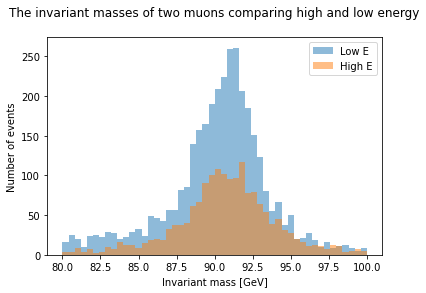 The invariant masses of two muons comparing high and low energy
Low E
High E
Number of events
250
200
150
100
50
0
80.0 82.5 85.0 87.5 90.0 92.5 95.0 97.5 100.0
Invariant mass [GeV]